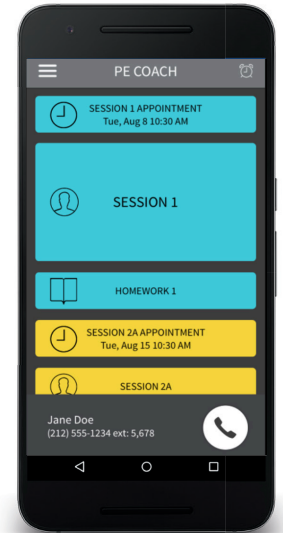 PE COACH
SESSION 1 APPOINTMENT
Tue, Aug 8 10:30 AM
SESSION 1
HOMEWORK 1
SESSION 2A APPOINTMENT
Tue, Aug 15 10:30 AM
SESSION 2A
Jane Doe
(212) 555-1234 ext: 5,678